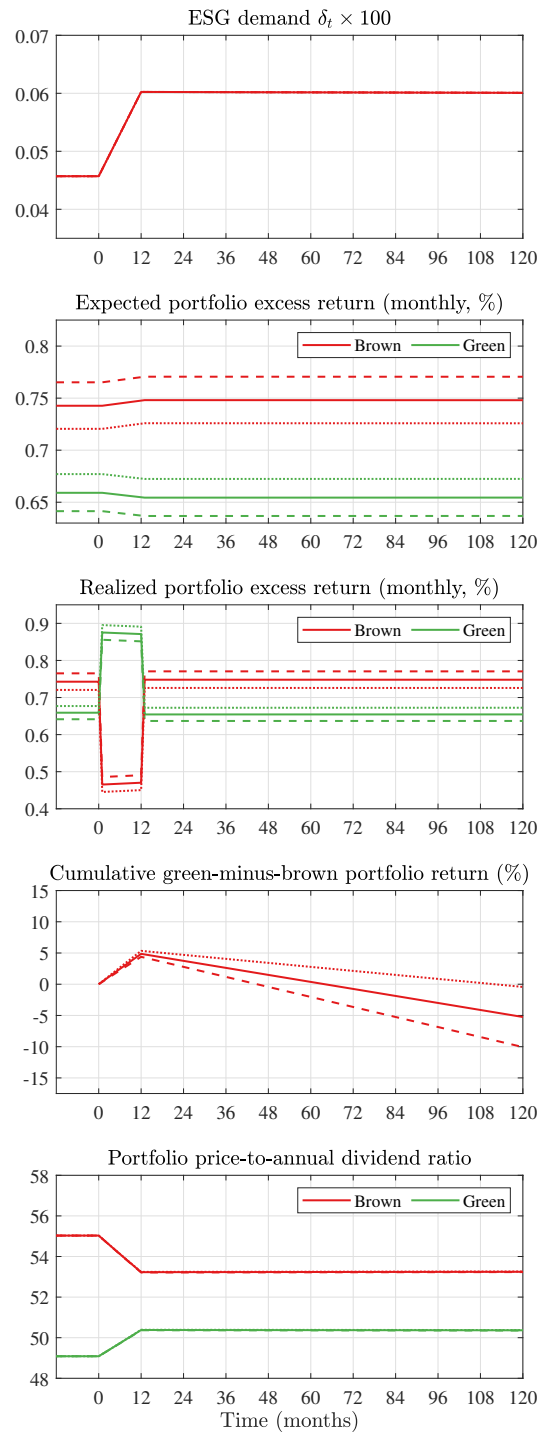 ESG demand δt × 100
0.07
0.06
0.05
0.04
0 12 24 36 48 60 72 84 96 108 120
Expected portfolio excess return (monthly, %)
Brown Green
0.8
0.75
0.7
0.65
0 12 24 36 48 60 72 84 96 108 120
Realized portfolio excess return (monthly, %)
Brown Green
0.9
0.8
0.7
0.6
0.5
0.4
0 12 24 36 48 60 72 84 96 108 120
Cumulative green-minus-brown portfolio return (%)
15
10
5
0
-5
-10
-15
0 12 24 36 48 60 72 84 96 108 120
Portfolio price-to-annual dividend ratio
Brown Green
58
56
54
52
50
48
0 12 24 36 48 60 72 84 96 108 120
Time (months)